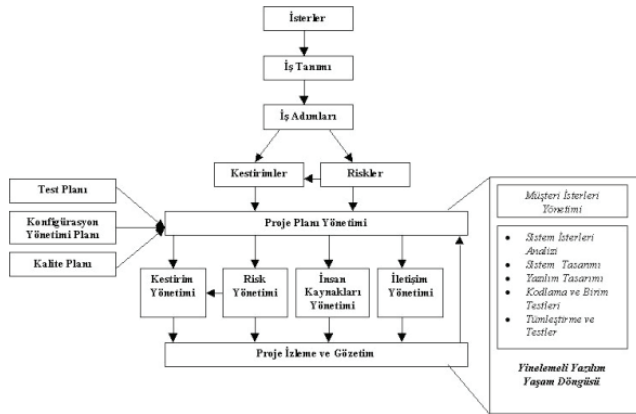 İsterler
İş Tanımı
İş Adımları
Kestirimler
Riskler
Test Planı
Konfigürasyon
Yönetimi Planı
Kalite Planı
Proje Planı Yönetimi
Kestirim
Yönetimi
Risk
Yönetimi
İnsan
Kaynakları
Yönetimi
İletişim
Yönetimi
Proje İzleme ve Gözetim
Müşteri İsterleri
Yönetimi
• Sistem İsterleri
Analizi
• Sistem Tasarımı
• Yazılım Tasarımı
• Kodlama ve Birim
Testleri
• Tümleştirme ve
Testler
Yinelemeli Yazılım
Yaşam Döngüsü